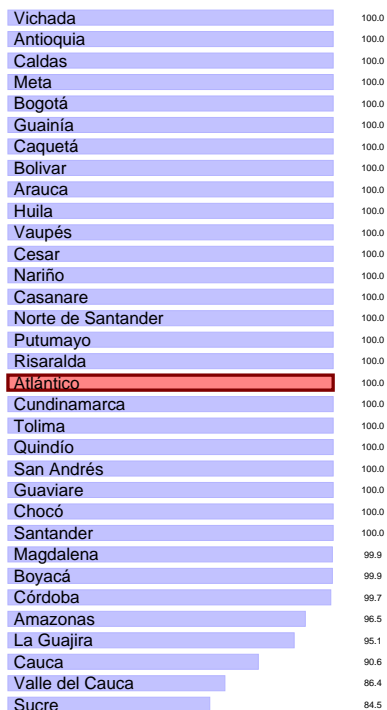 Vichada 100.0
Antioquia 100.0
Caldas 100.0
Meta 100.0
Bogotá 100.0
Guainía 100.0
Caquetá 100.0
Bolivar 100.0
Arauca 100.0
Huila 100.0
Vaupés 100.0
Cesar 100.0
Nariño 100.0
Casanare 100.0
Norte de Santander 100.0
Putumayo 100.0
Risaralda 100.0
Atlántico 100.0
Cundinamarca 100.0
Tolima 100.0
Quindío 100.0
San Andrés 100.0
Guaviare 100.0
Chocó 100.0
Santander 100.0
Magdalena 99.9
Boyacá 99.9
Córdoba 99.7
Amazonas 96.5
La Guajira 95.1
Cauca 90.6
Valle del Cauca 86.4
Sucre 84.5